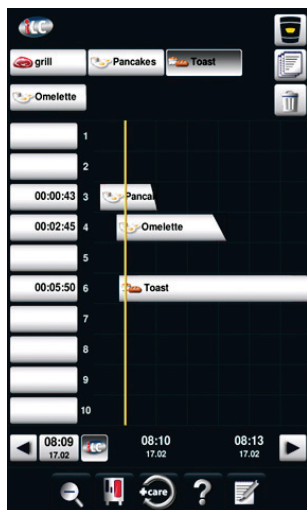 iLC
grill Pancakes Toast
Omelette
1
2
00:00:43 3 Panca
00:02:45 4 Omelette
5
00:05:50 6 Toast
7
8
9
10
08:09 08:10 08:13
17.02 iLC 17.02 17.02
+care ?